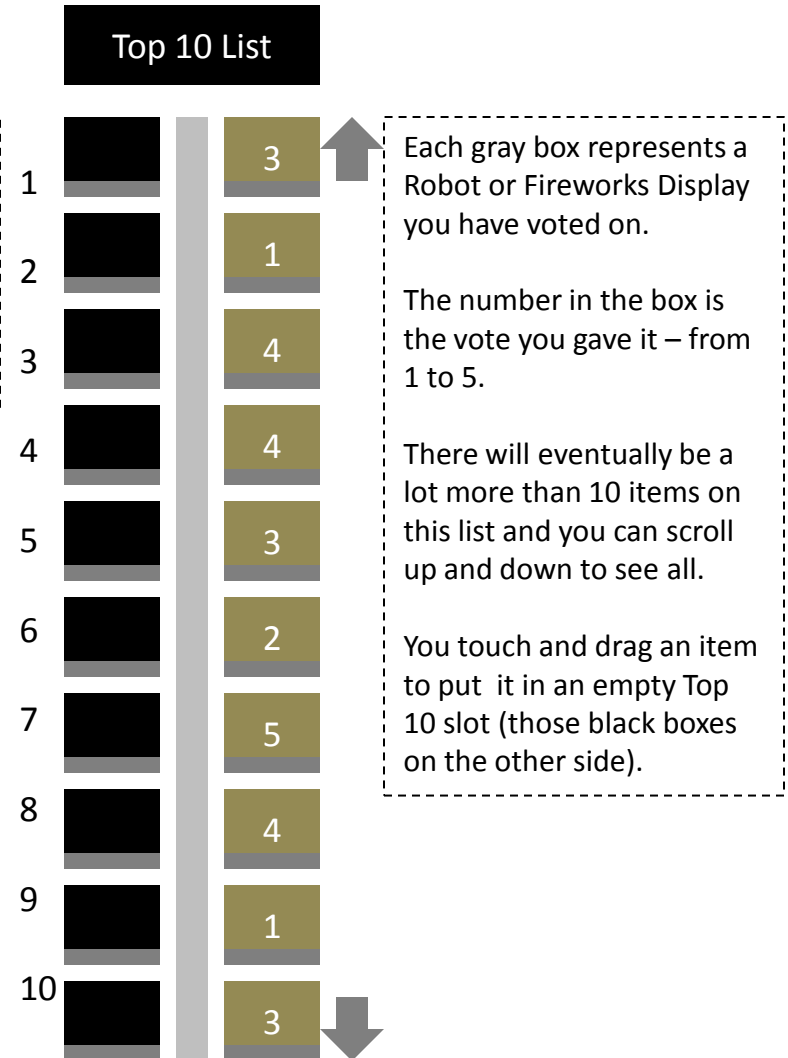 Top 10 List
1
3
2
1
3
4
4
4
5
3
6
2
7
5
8
4
9
1
10
3
Each gray box represents a
Robot or Fireworks Display
you have voted on.
The number in the box is
the vote you gave it – from
1 to 5.
There will eventually be a
lot more than 10 items on
this list and you can scroll
up and down to see all.
You touch and drag an item
to put  it in an empty Top
10 slot (those black boxes
on the other side).